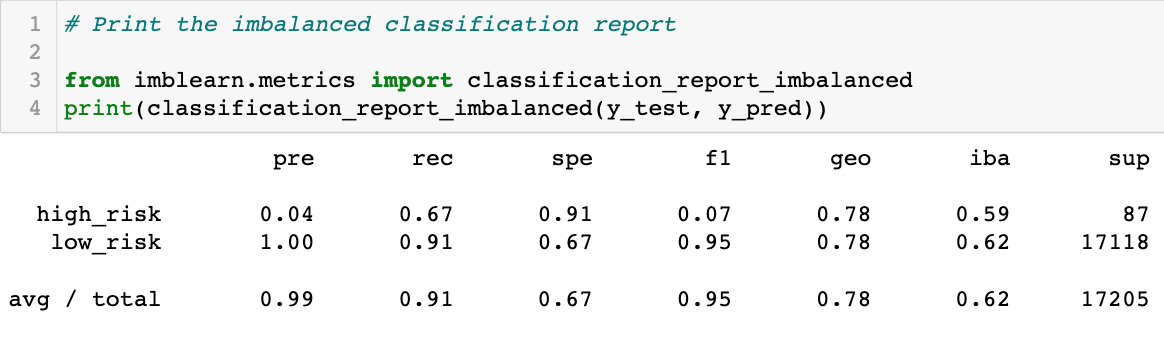 1 # Print the imbalanced classification report
2
3 from imblearn.metrics import classification_report_imbalanced
4 print(classification_report_imbalanced(y_test, y_pred))
pre rec spe f1 geo iba sup
high_risk 0.04 0.67 0.91 0.07 0.78 0.59 87
low_risk 1.00 0.91 0.67 0.95 0.78 0.62 17118
avg / total 0.99 0.91 0.67 0.95 0.78 0.62 17205